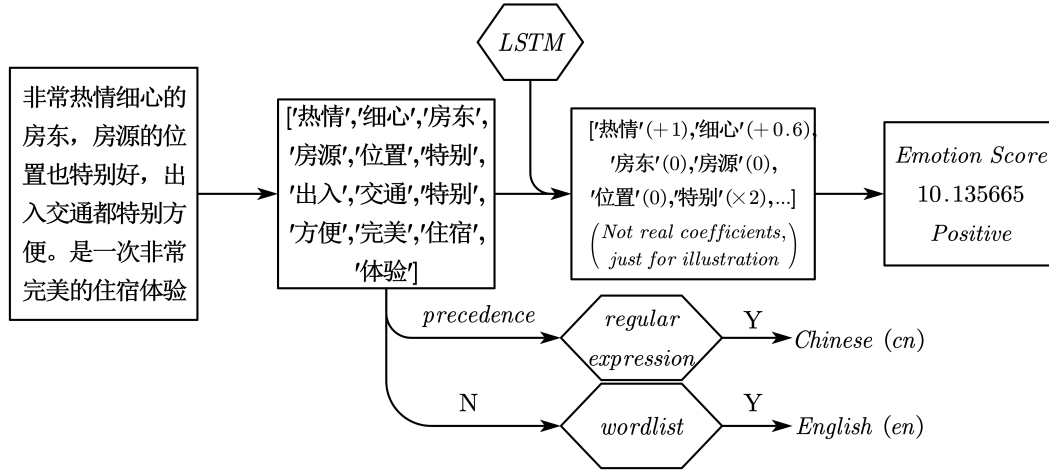 LSTM
非常热情细心的
房东，房源的位
置也特别好，出
入交通都特别方
便。是一次非常
完美的住宿体验
['热情','细心','房东',
'房源','位置','特别',
'出入','交通','特别',
'方便','完美','住宿',
'体验']
['热情'(+1),'细心'(+0.6),
'房东'(0),'房源'(0),
'位置'(0),'特别'(×2),...]
(Not real coefficients,
just for illustration)
Emotion Score
10.135665
Positive
precedence
regular
expression
Y
Chinese (cn)
N
wordlist
Y
English (en)